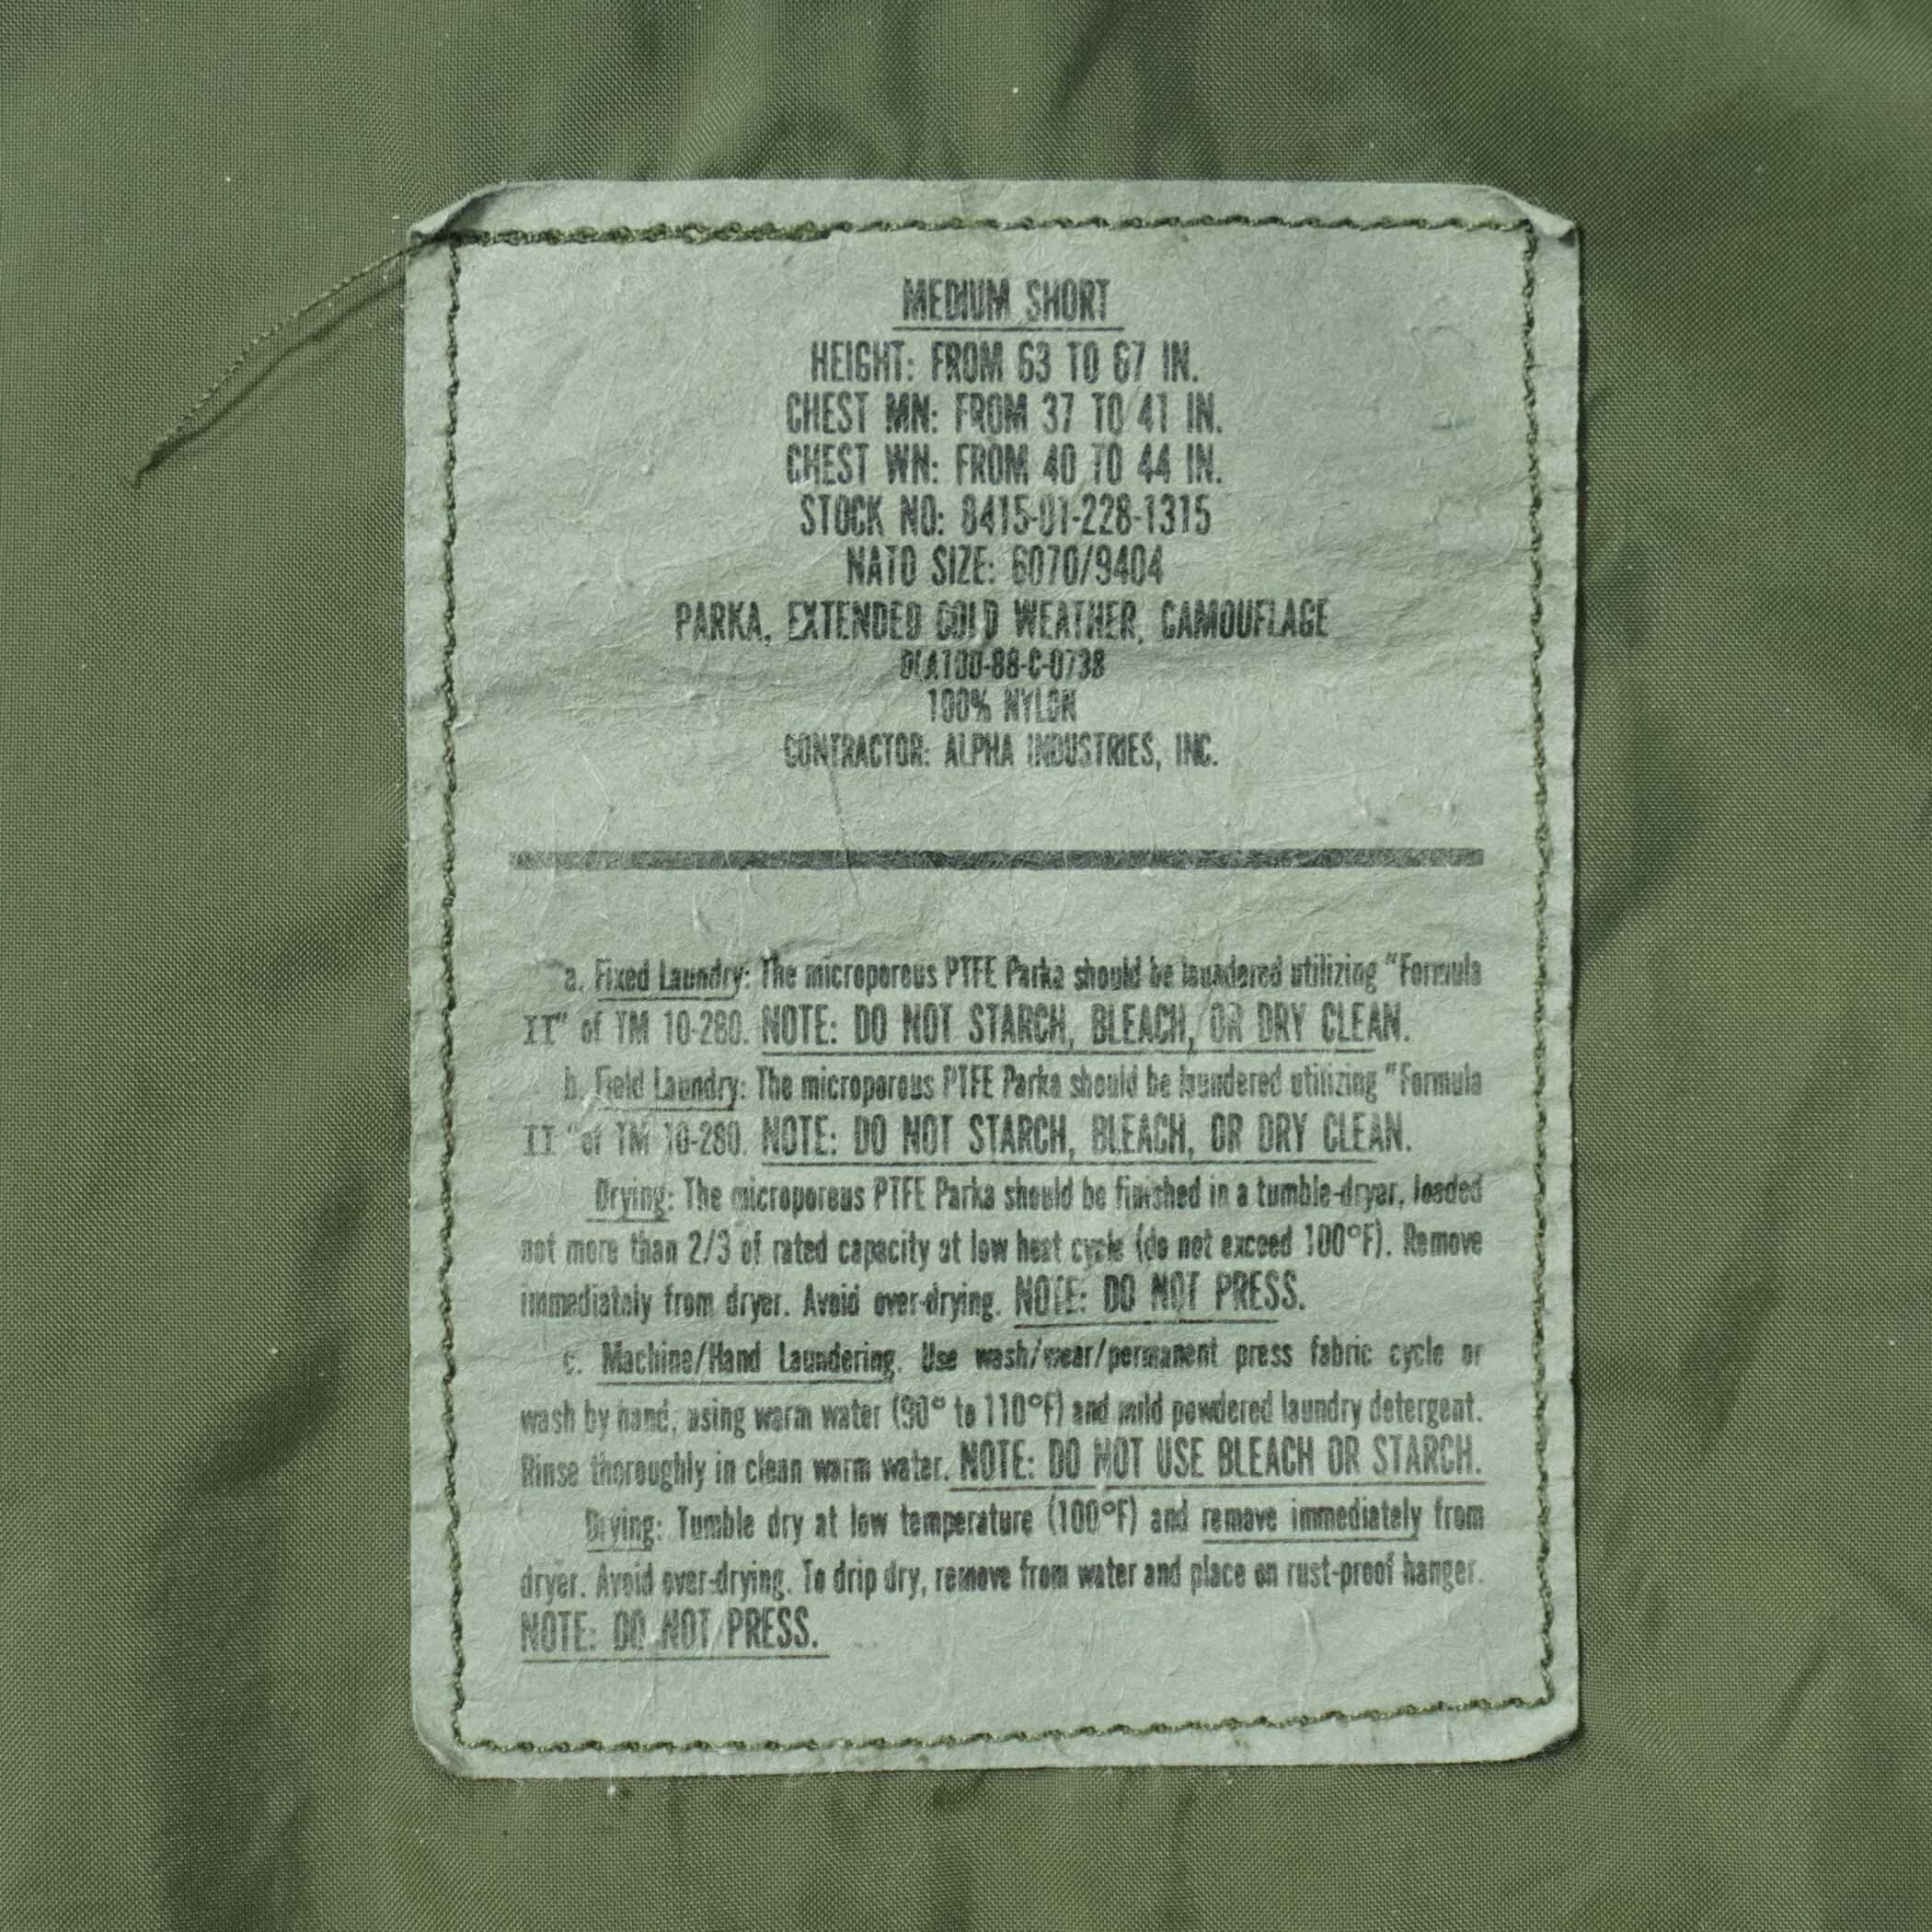 MEDIUM SHORT
HEIGHT: FROM 63 TO 67 IN.
CHEST MN: FROM 37 TO 41 IN.
CHEST WN: FROM 40 TO 44 IN.
STOCK NO: 8415-01-228-1315
NATO SIZE: 6070/9404
PARKA, EXTENDED COLD WEATHER, CAMOUFLAGE
DLA100-88-C-0738
100% NYLON
CONTRACTOR: ALPHA INDUSTRIES, INC.
a. Fixed Laundry: The microporous PTFE Parka should be laundered utilizing "Formula
II" of TM 10-280. NOTE: DO NOT STARCH, BLEACH, OR DRY CLEAN.
b. Field Laundry: The microporous PTFE Parka should be laundered utilizing "Formula
II "of TM 10-280. NOTE: DO NOT STARCH, BLEACH, OR DRY CLEAN.
Drying: The microporous PTFE Parka should be finished in a tumble-dryer, loaded
not more than 2/3 of rated capacity at low heat cycle (do not exceed 100°F). Remove
immediately from dryer. Avoid over-drying. NOTE: DO NOT PRESS.
c. Machine/Hand Laundering. Use wash/wear/permanent press fabric cycle or
wash by hand, using warm water (90° to 110°F) and mild powdered laundry detergent.
Rinse thoroughly in clean warm water. NOTE: DO NOT USE BLEACH OR STARCH.
Drying: Tumble dry at low temperature (100°F) and remove immediately from
dryer. Avoid over-drying. To drip dry, remove from water and place on rust-proof hanger.
NOTE: DO NOT PRESS.